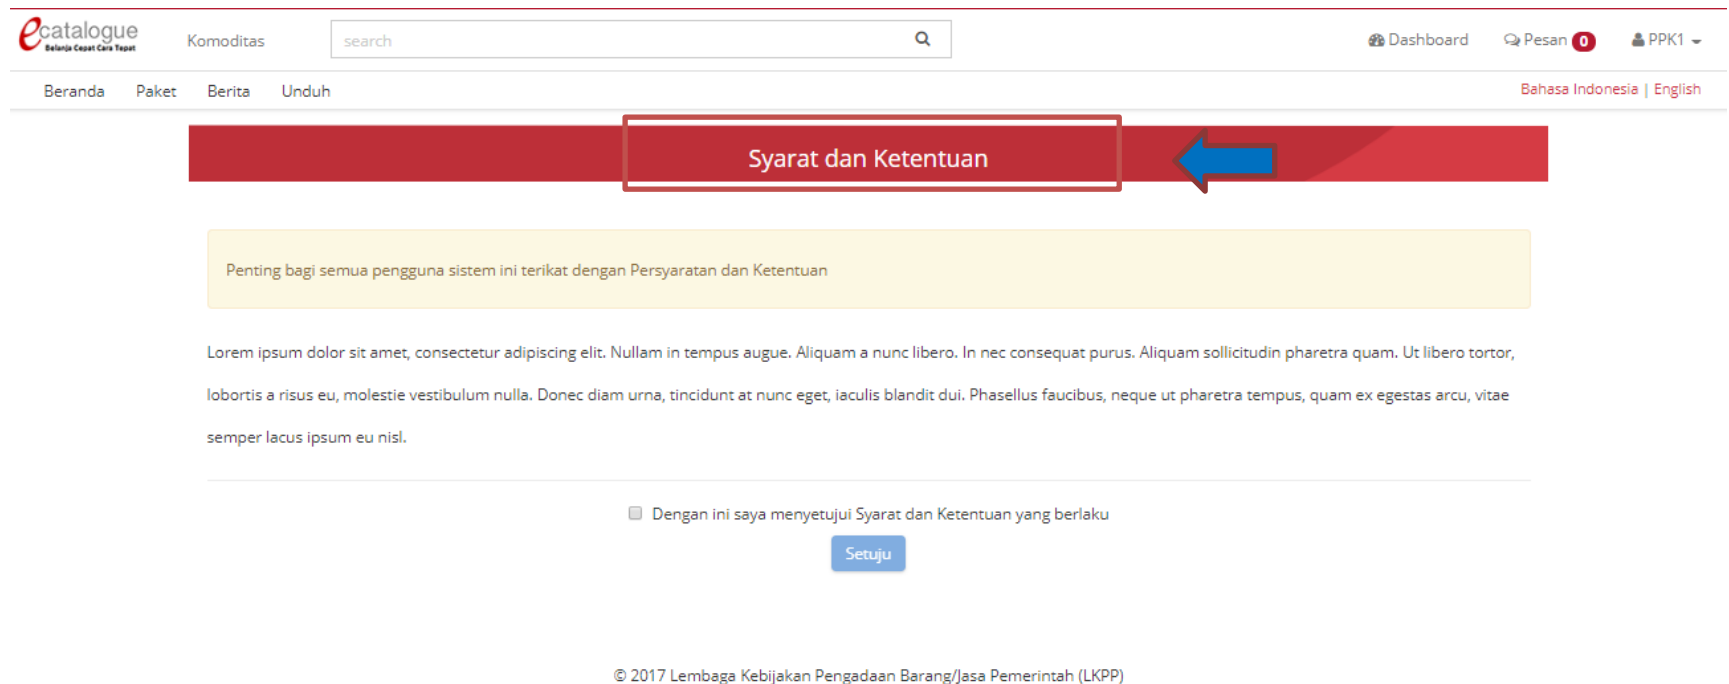 ecatalogue
Belanja Cepat Cara Tepat
Komoditas
search
Dashboard
Pesan 0
PPK1
Beranda Paket Berita Unduh
Bahasa Indonesia | English
Syarat dan Ketentuan
Penting bagi semua pengguna sistem ini terikat dengan Persyaratan dan Ketentuan
Lorem ipsum dolor sit amet, consectetur adipiscing elit. Nullam in tempus augue. Aliquam a nunc libero. In nec consequat purus. Aliquam sollicitudin pharetra quam. Ut libero tortor,
lobortis a risus eu, molestie vestibulum nulla. Donec diam urna, tincidunt at nunc eget, iaculis blandit dui. Phasellus faucibus, neque ut pharetra tempus, quam ex egestas arcu, vitae
semper lacus ipsum eu nisl.
Dengan ini saya menyetujui Syarat dan Ketentuan yang berlaku
Setuju
© 2017 Lembaga Kebijakan Pengadaan Barang/Jasa Pemerintah (LKPP)